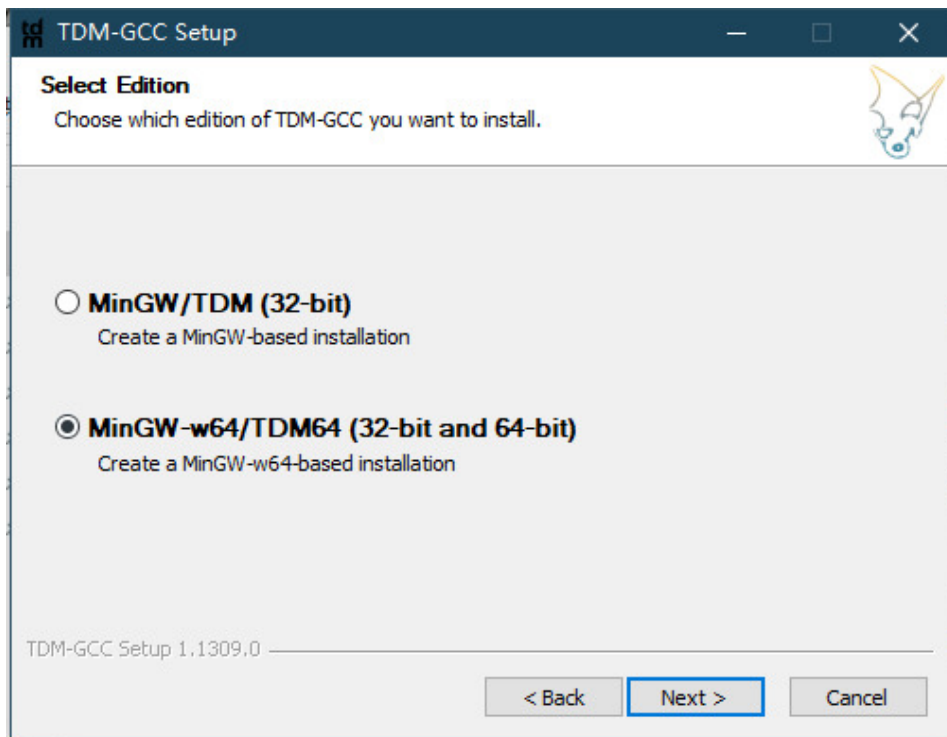 tdm TDM-GCC Setup
Select Edition
Choose which edition of TDM-GCC you want to install.
MinGW/TDM (32-bit)
Create a MinGW-based installation
MinGW-w64/TDM64 (32-bit and 64-bit)
Create a MinGW-w64-based installation
TDM-GCC Setup 1.1309.0
< Back Next > Cancel